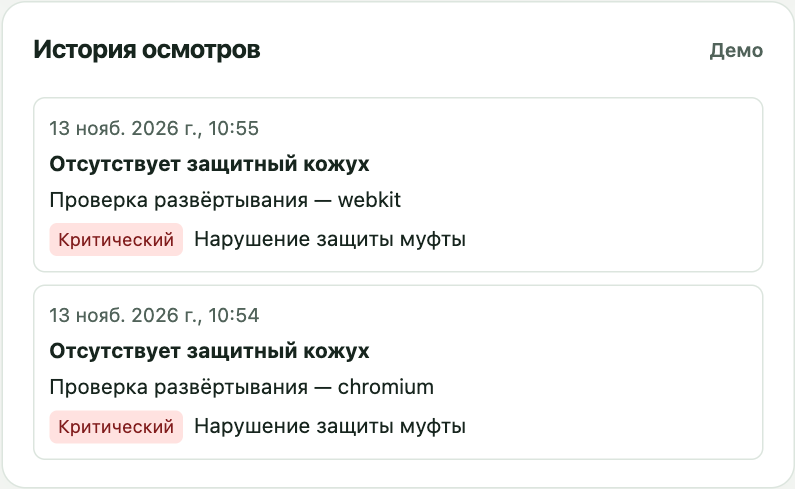 История осмотров
Демо
13 нояб. 2026 г., 10:55
Отсутствует защитный кожух
Проверка развёртывания — webkit
Критический Нарушение защиты муфты
13 нояб. 2026 г., 10:54
Отсутствует защитный кожух
Проверка развёртывания — chromium
Критический Нарушение защиты муфты